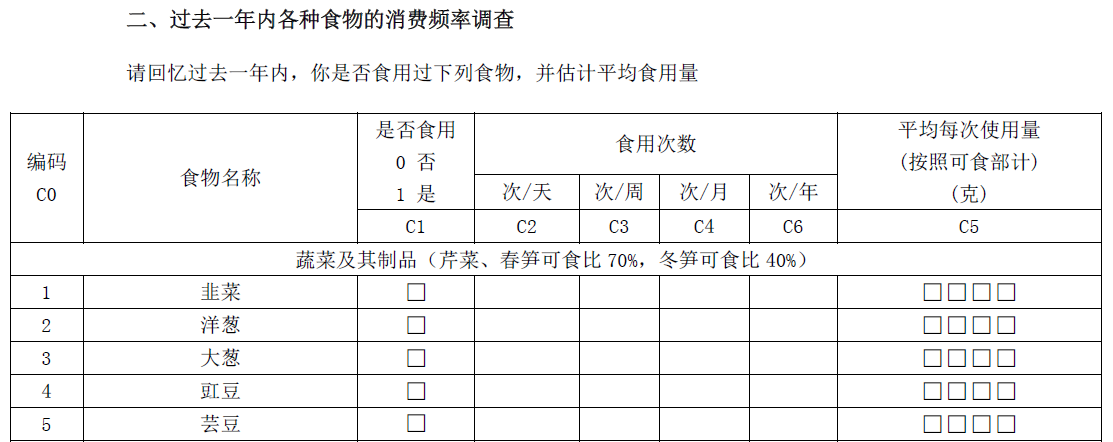 二、过去一年内各种食物的消费频率调查
请回忆过去一年内，你是否食用过下列食物，并估计平均食用量
编码 C0 食物名称 是否食用 0 否 1 是 食用次数 平均每次使用量 (按照可食部计) (克)
次/天 次/周 次/月 次/年
C1 C2 C3 C4 C6 C5
蔬菜及其制品（芹菜、春笋可食比 70%，冬笋可食比 40%）
1 韭菜 □ □□□□
2 洋葱 □ □□□□
3 大葱 □ □□□□
4 豇豆 □ □□□□
5 芸豆 □ □□□□